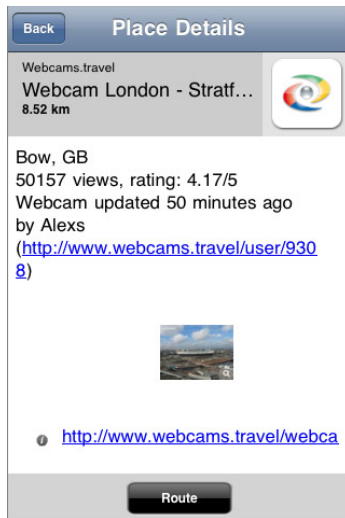 Back
Place Details
Webcams.travel
Webcam London - Stratf...
8.52 km
Bow, GB
50157 views, rating: 4.17/5
Webcam updated 50 minutes ago
by Alexs
(http://www.webcams.travel/user/930
8)
http://www.webcams.travel/webca
Route